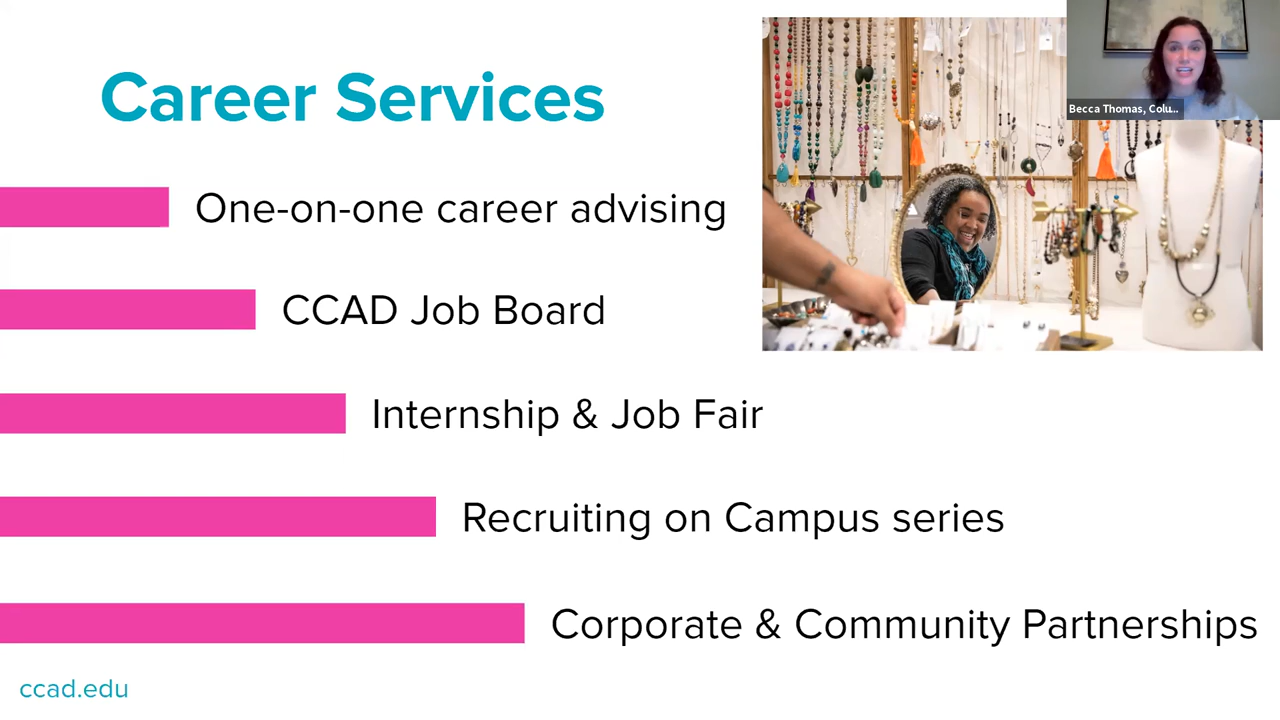 Career Services
Becca Thomas, Colu...
One-on-one career advising
CCAD Job Board
Internship & Job Fair
Recruiting on Campus series
Corporate & Community Partnerships
ccad.edu